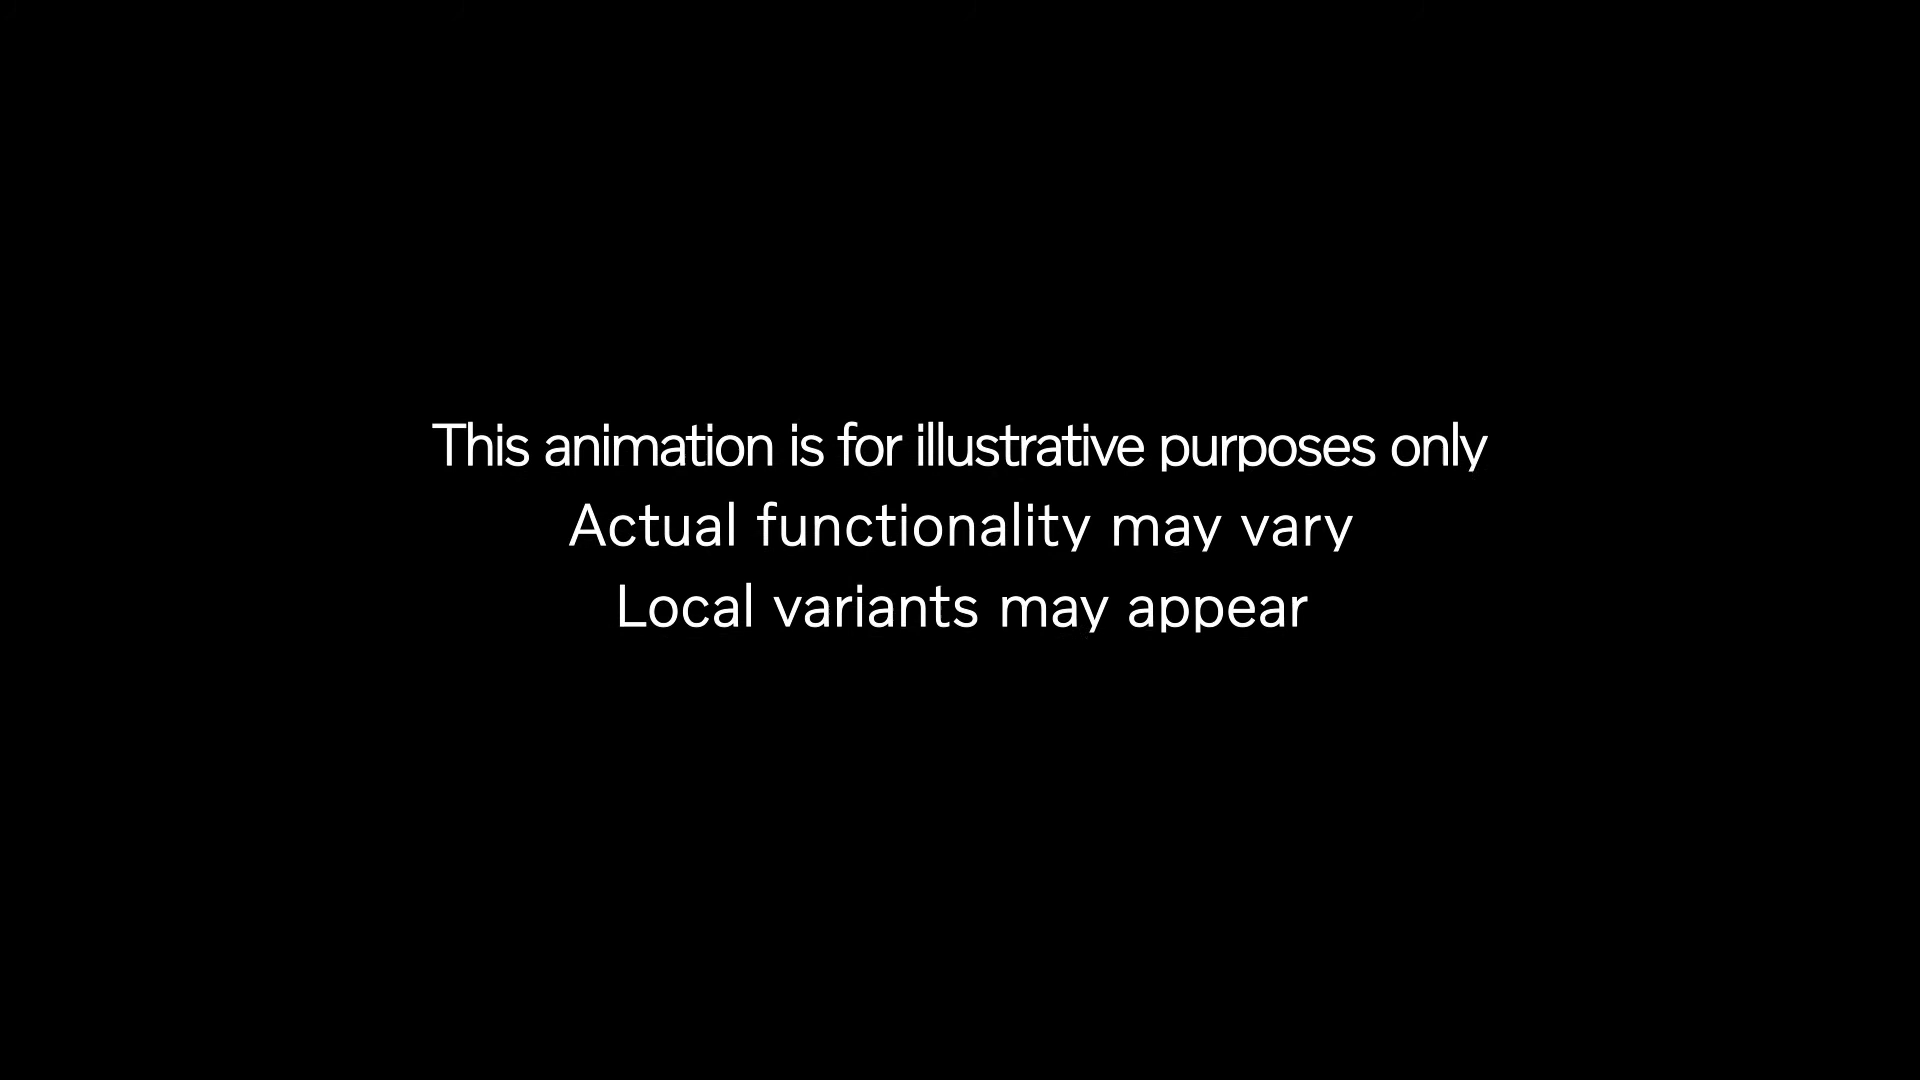 This animation is for illustrative purposes only
Actual functionality may vary
Local variants may appear